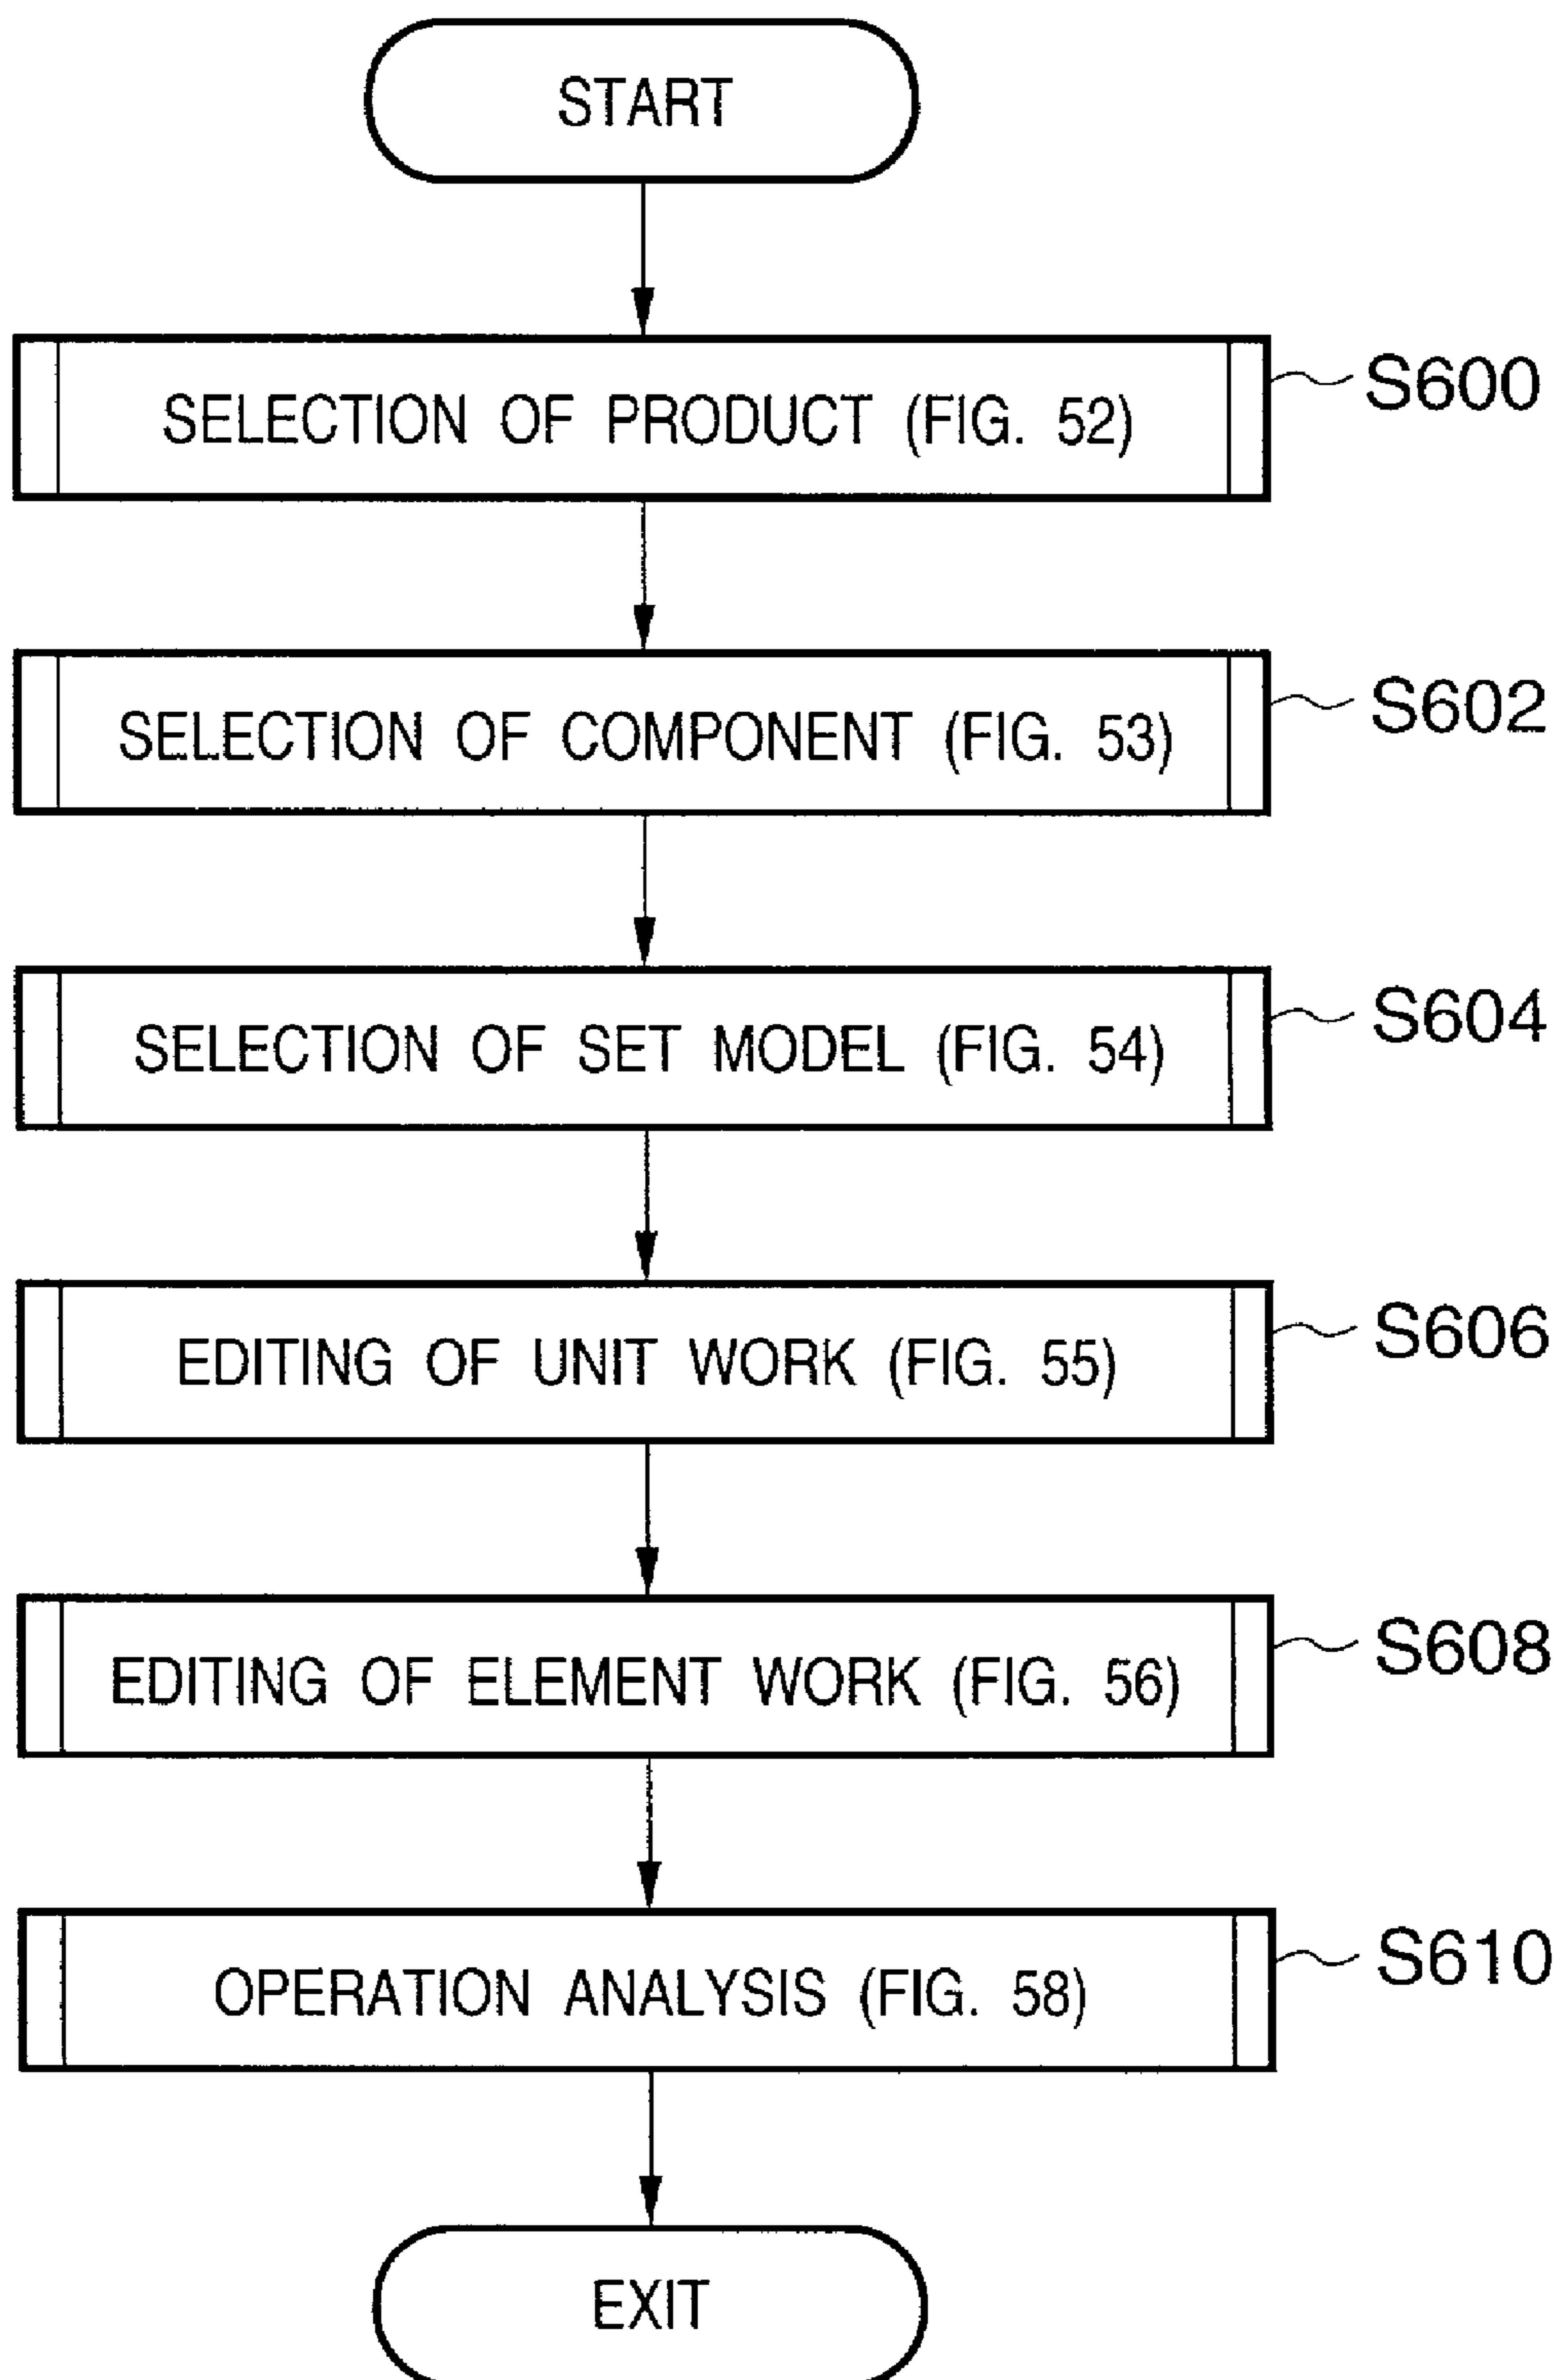 START
SELECTION OF PRODUCT (FIG. 52)
S600
SELECTION OF COMPONENT (FIG. 53)
S602
SELECTION OF SET MODEL (FIG. 54)
S604
EDITING OF UNIT WORK (FIG. 55)
S606
EDITING OF ELEMENT WORK (FIG. 56)
S608
OPERATION ANALYSIS (FIG. 58)
S610
EXIT